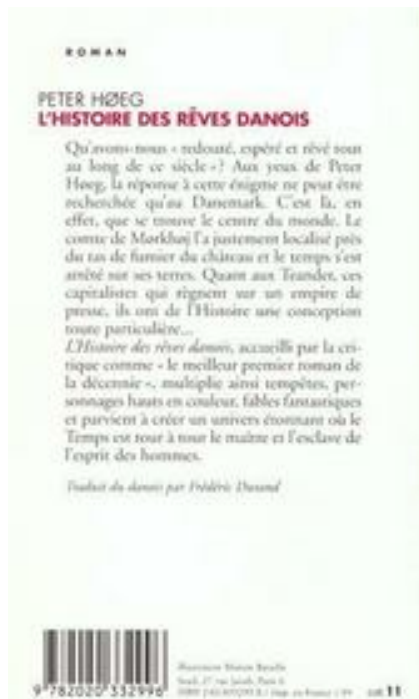 ROMAN
PETER HØEG
L'HISTOIRE DES RÊVES DANOIS
Qu'avons-nous « redouté, espéré et rêvé tout
au long de ce siècle » ? Aux yeux de Peter
Høeg, la réponse à cette énigme ne peut être
recherchée qu'au Danemark. C'est là, en
effet, que se trouve le centre du monde. Le
comte de Mørkhøj l'a justement localisé près
du tas de fumier du château et le temps s'est
arrêté sur ses terres. Quant aux Teander, ces
capitalistes qui règnent sur un empire de
presse, ils ont de l'Histoire une conception
toute particulière...
L'Histoire des rêves danois, accueilli par la cri-
tique comme « le meilleur premier roman de
la décennie », multiplie ainsi tempêtes, per-
sonnages hauts en couleur, fables fantastiques
et parvient à créer un univers étonnant où le
Temps est tour à tour le maître et l'esclave de
l'esprit des hommes.
Traduit du danois par Frédéric Durand
Seuil, 27 rue Jacob, Paris 6
9 782020 332996
11